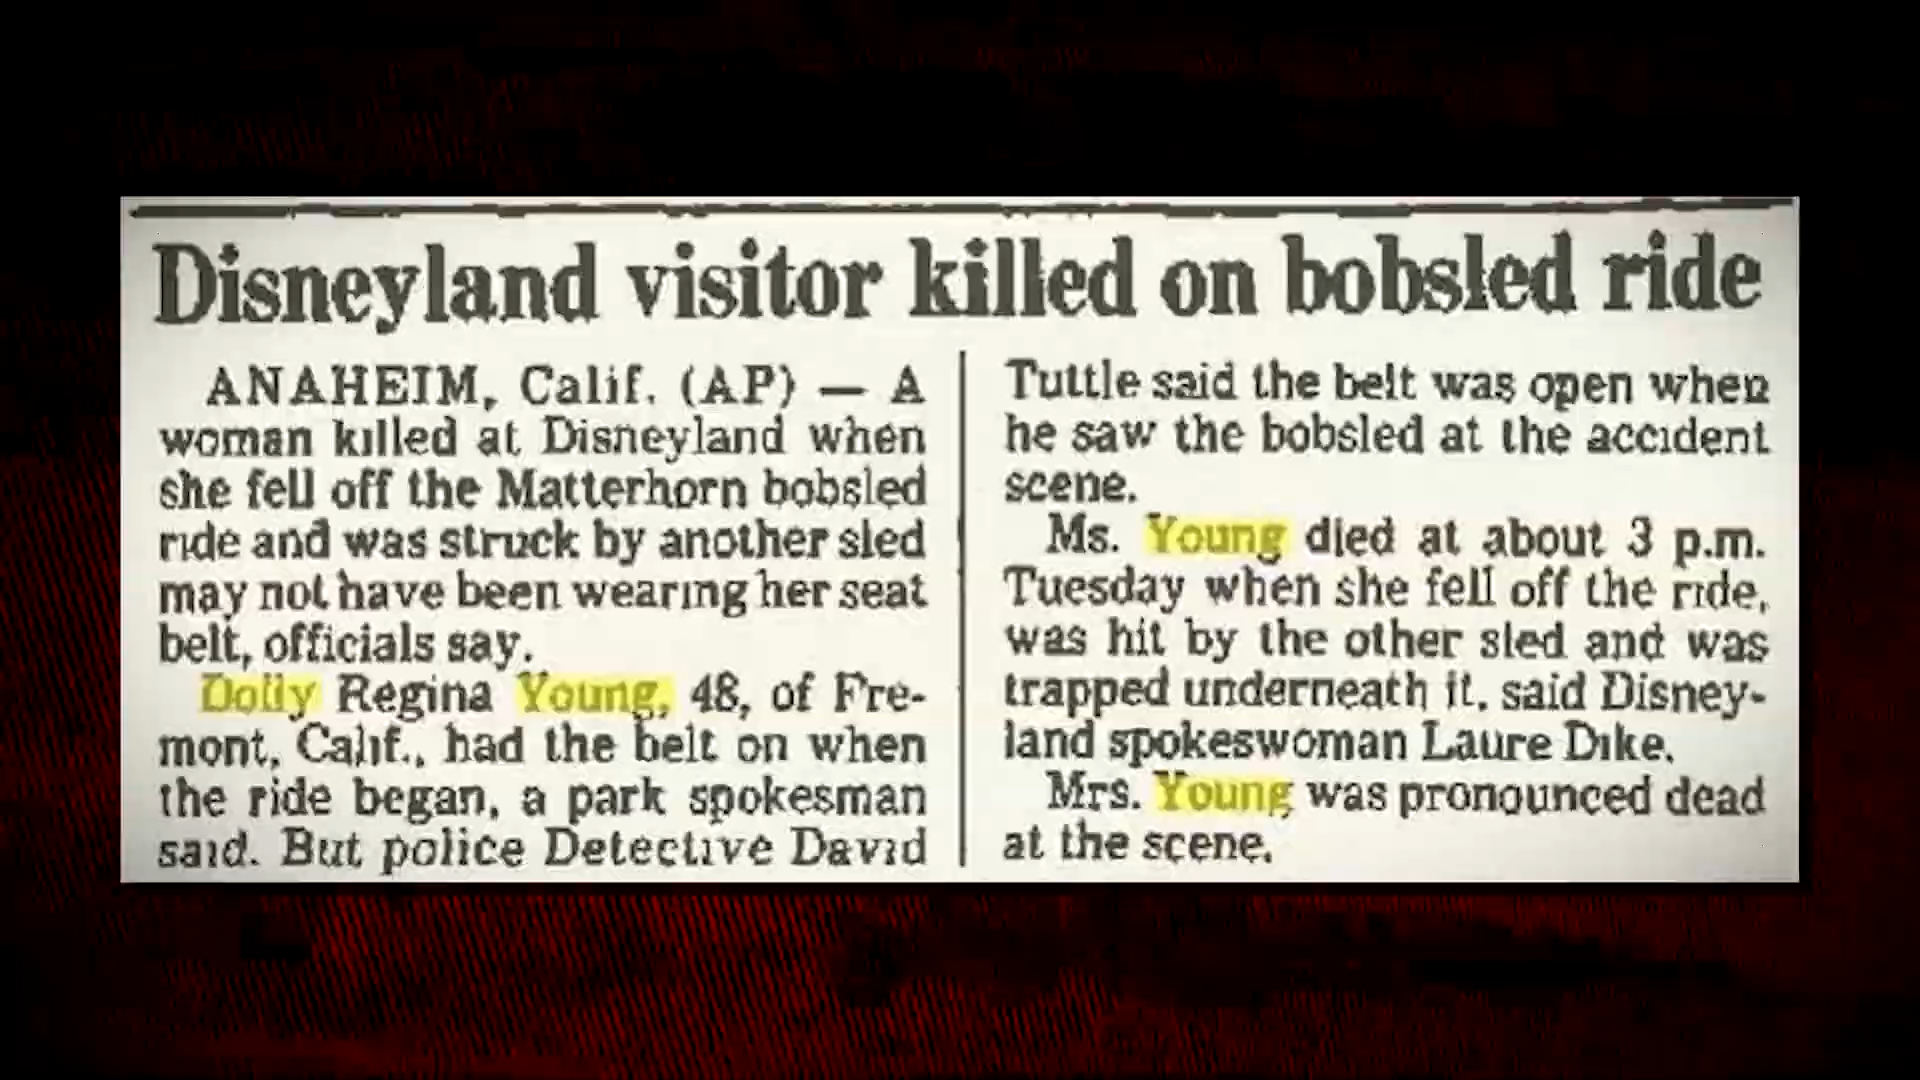 Disneyland visitor killed on bobsled ride
ANAHEIM, Calif. (AP) — A
woman killed at Disneyland when
she fell off the Matterhorn bobsled
ride and was struck by another sled
may not have been wearing her seat
belt, officials say.
Dolly Regina Young, 48, of Fre-
mont, Calif., had the belt on when
the ride began, a park spokesman
said. But police Detective David
Tuttle said the belt was open when
he saw the bobsled at the accident
scene.
Ms. Young died at about 3 p.m.
Tuesday when she fell off the ride,
was hit by the other sled and was
trapped underneath it, said Disney-
land spokeswoman Laure Dike.
Mrs. Young was pronounced dead
at the scene.